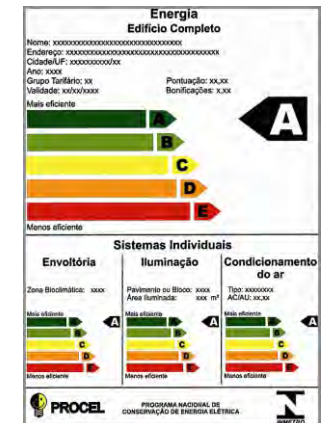 Energia
Edifício Completo
Nome: xxxxxxxxxxxxxxxxxxxxxxxxxxxxxxx
Endereço: xxxxxxxxxxxxxxxxxxxxxxxxxxxxxxxxxxxxx
Cidade/UF: xxxxxxxxxxx/xx
Ano: xxxx
Grupo Tarifário: xx Pontuação: xx,xx
Validade: xx/xx/xxxx Bonificações: x,xx
Mais eficiente
A
A
B
C
D
E
Menos eficiente
Sistemas Individuais
Envoltória
Zona Bioclimática: xxxx
Mais eficiente
A
A
B
C
D
E
Menos eficiente
Iluminação
Pavimento ou Bloco: xxxx
Área Iluminada: xxx m²
Mais eficiente
A
A
B
C
D
E
Menos eficiente
Condicionamento
do ar
Tipo: xxxxxxxx
AC/AU: xx,xx
Mais eficiente
A
A
B
C
D
E
Menos eficiente
PROCEL
PROGRAMA NACIONAL DE
CONSERVAÇÃO DE ENERGIA ELÉTRICA
INMETRO